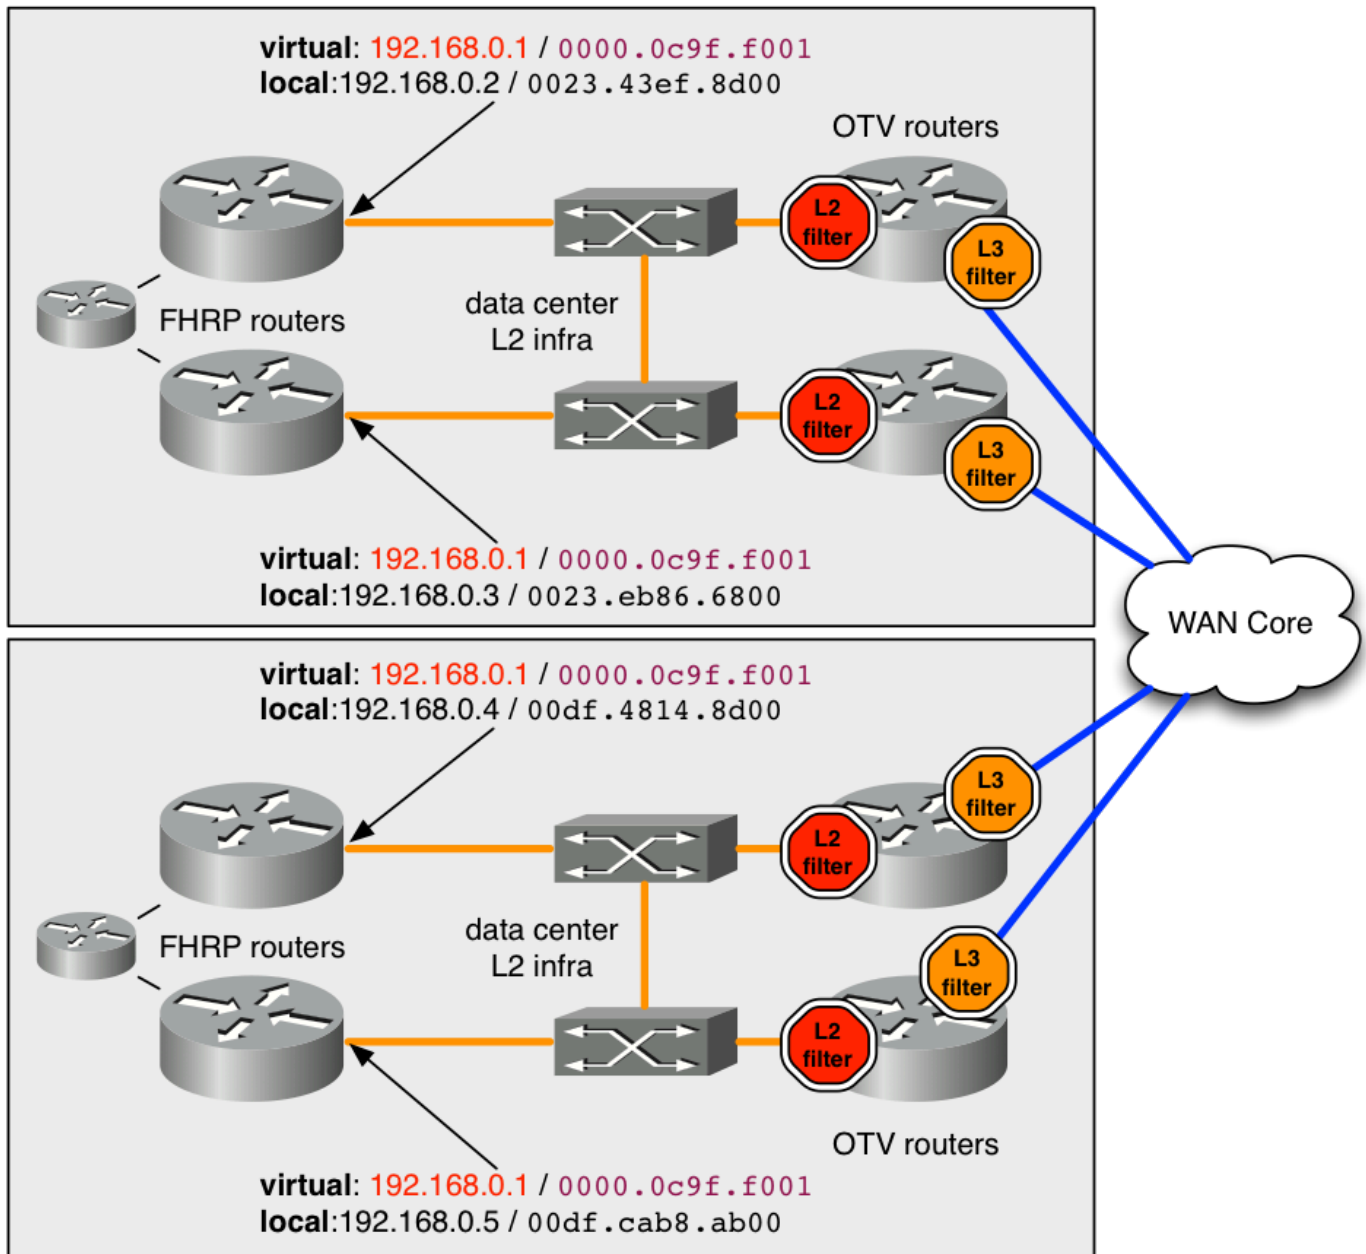 virtual: 192.168.0.1 / 0000.0c9f.f001
local:192.168.0.2 / 0023.43ef.8d00
OTV routers
L2
filter
L3
filter
FHRP routers
data center
L2 infra
L2
filter
L3
filter
virtual: 192.168.0.1 / 0000.0c9f.f001
local:192.168.0.3 / 0023.eb86.6800
WAN Core
virtual: 192.168.0.1 / 0000.0c9f.f001
local:192.168.0.4 / 00df.4814.8d00
L3
filter
L2
filter
FHRP routers
data center
L2 infra
L3
filter
L2
filter
OTV routers
virtual: 192.168.0.1 / 0000.0c9f.f001
local:192.168.0.5 / 00df.cab8.ab00